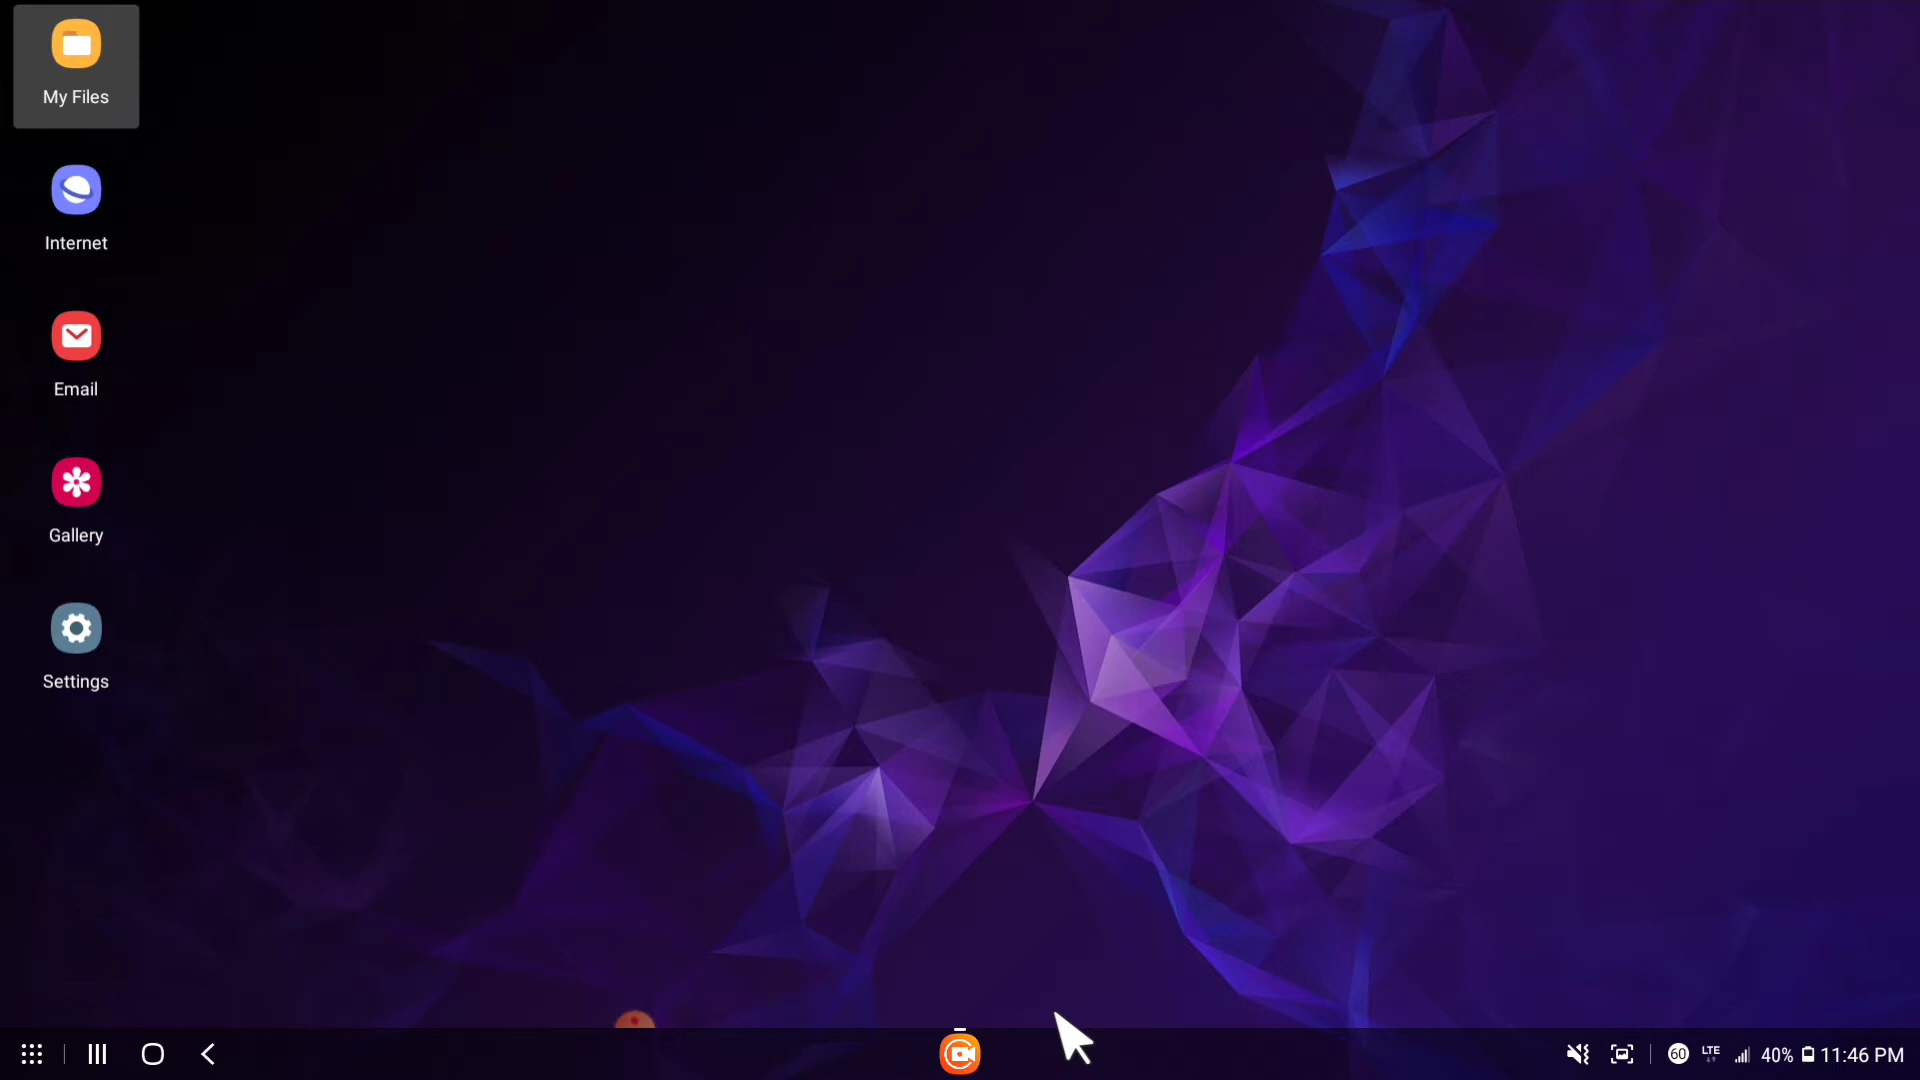 My Files
Internet
Email
Gallery
Settings
60 LTE 40% 11:46 PM